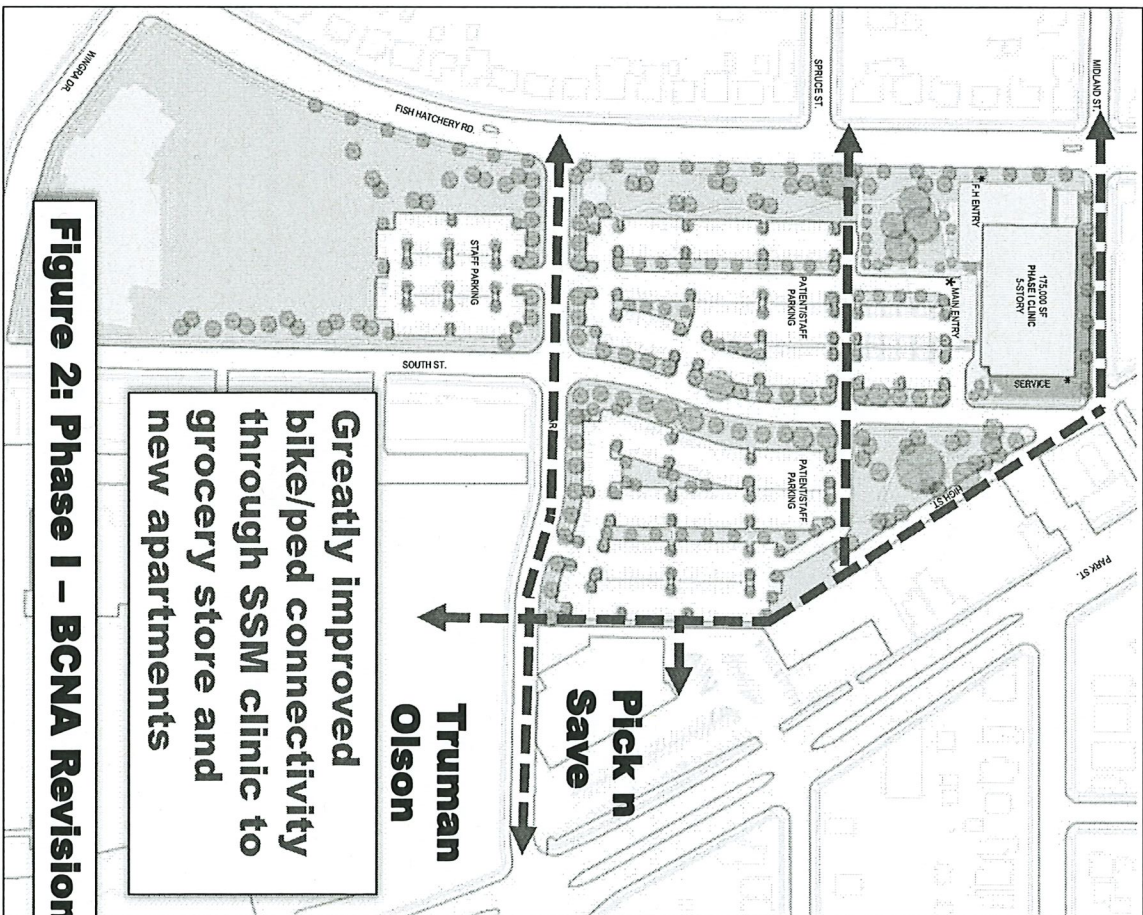 MIDLAND ST.
SPRUCE ST.
FISH HATCHERY RD.
WINGRA DR.
*F.H ENTRY
175,000 SF
PHASE I CLINIC
5-STORY
*MAIN ENTRY
SERVICE
*
PATIENT/STAFF
PARKING
STAFF PARKING
SOUTH ST.
PATIENT/STAFF
PARKING
HIGH ST.
PARK ST.
Pick n
Save
Truman
Olson
Greatly improved
bike/ped connectivity
through SSM clinic to
grocery store and
new apartments
Figure 2: Phase I – BCNA Revision